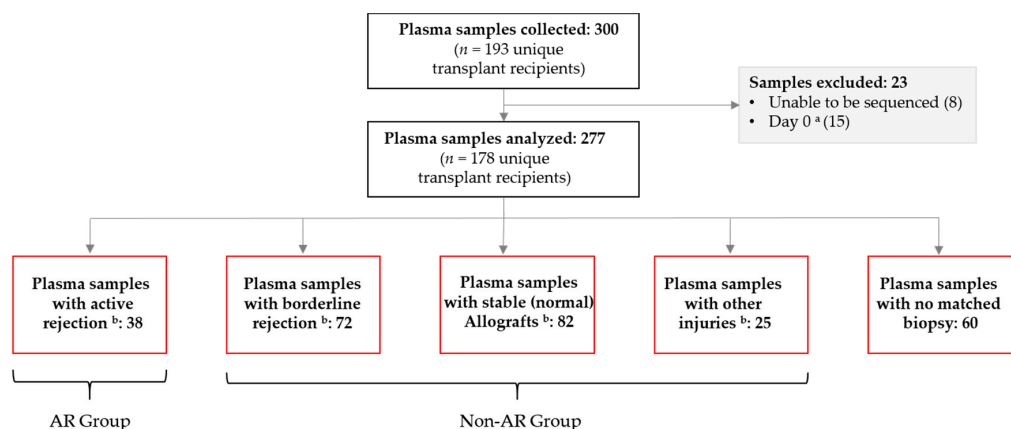 Plasma samples collected: 300
(n = 193 unique
transplant recipients)
Samples excluded: 23
• Unable to be sequenced (8)
• Day 0 ᵃ (15)
Plasma samples analyzed: 277
(n = 178 unique
transplant recipients)
Plasma samples
with active
rejection ᵇ: 38
Plasma samples
with borderline
rejection ᵇ: 72
Plasma samples
with stable (normal)
Allografts ᵇ: 82
Plasma samples
with other
injuries ᵇ: 25
Plasma samples
with no matched
biopsy: 60
AR Group
Non-AR Group